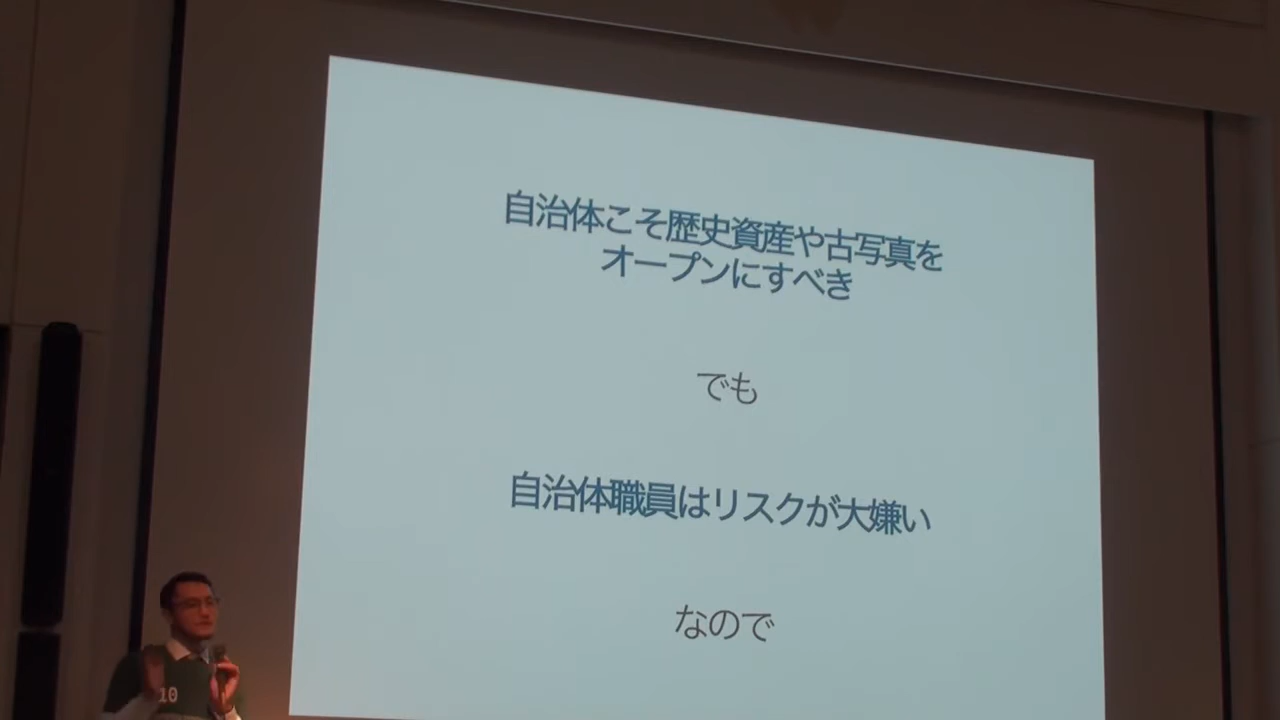 自治体こそ歴史資産や古写真を
オープンにすべき
でも
自治体職員はリスクが大嫌い
なので
10